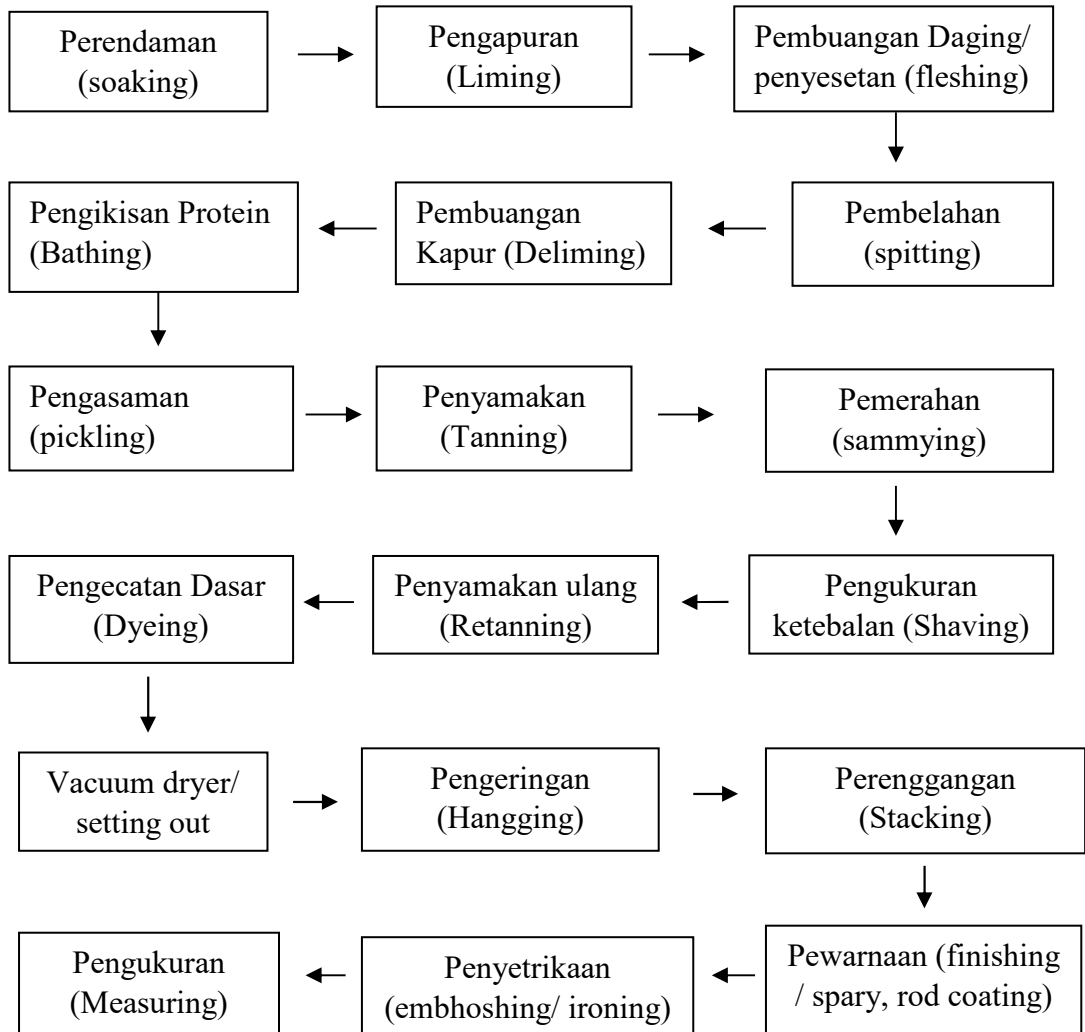 Perendaman
(soaking)
Pengapuran
(Liming)
Pembuangan Daging/
penyesetan (fleshing)
Pembelahan
(spitting)
Pembuangan
Kapur (Deliming)
Pengikisan Protein
(Bathing)
Pengasaman
(pickling)
Penyamakan
(Tanning)
Pemerahan
(sammying)
Pengukuran
ketebalan (Shaving)
Penyamakan ulang
(Retanning)
Pengecatan Dasar
(Dyeing)
Vacuum dryer/
setting out
Pengeringan
(Hangging)
Perenggangan
(Stacking)
Pewarnaan (finishing
/ spary, rod coating)
Penyetrikaan
(embhoshing/ ironing)
Pengukuran
(Measuring)